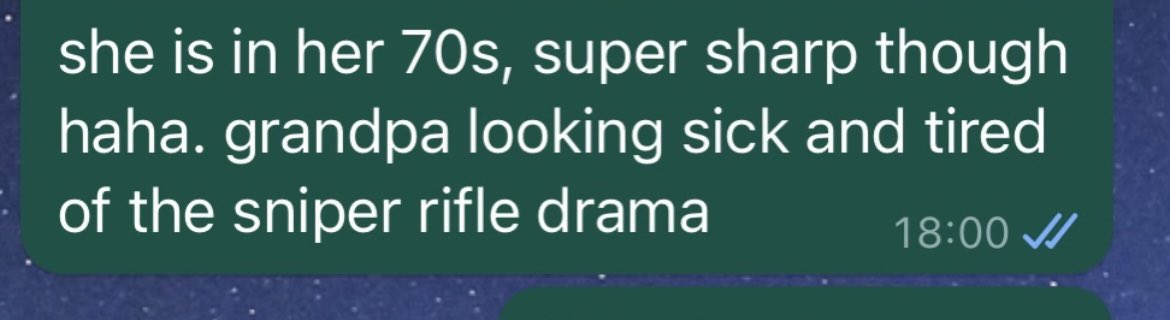 she is in her 70s, super sharp though
haha. grandpa looking sick and tired
of the sniper rifle drama
18:00